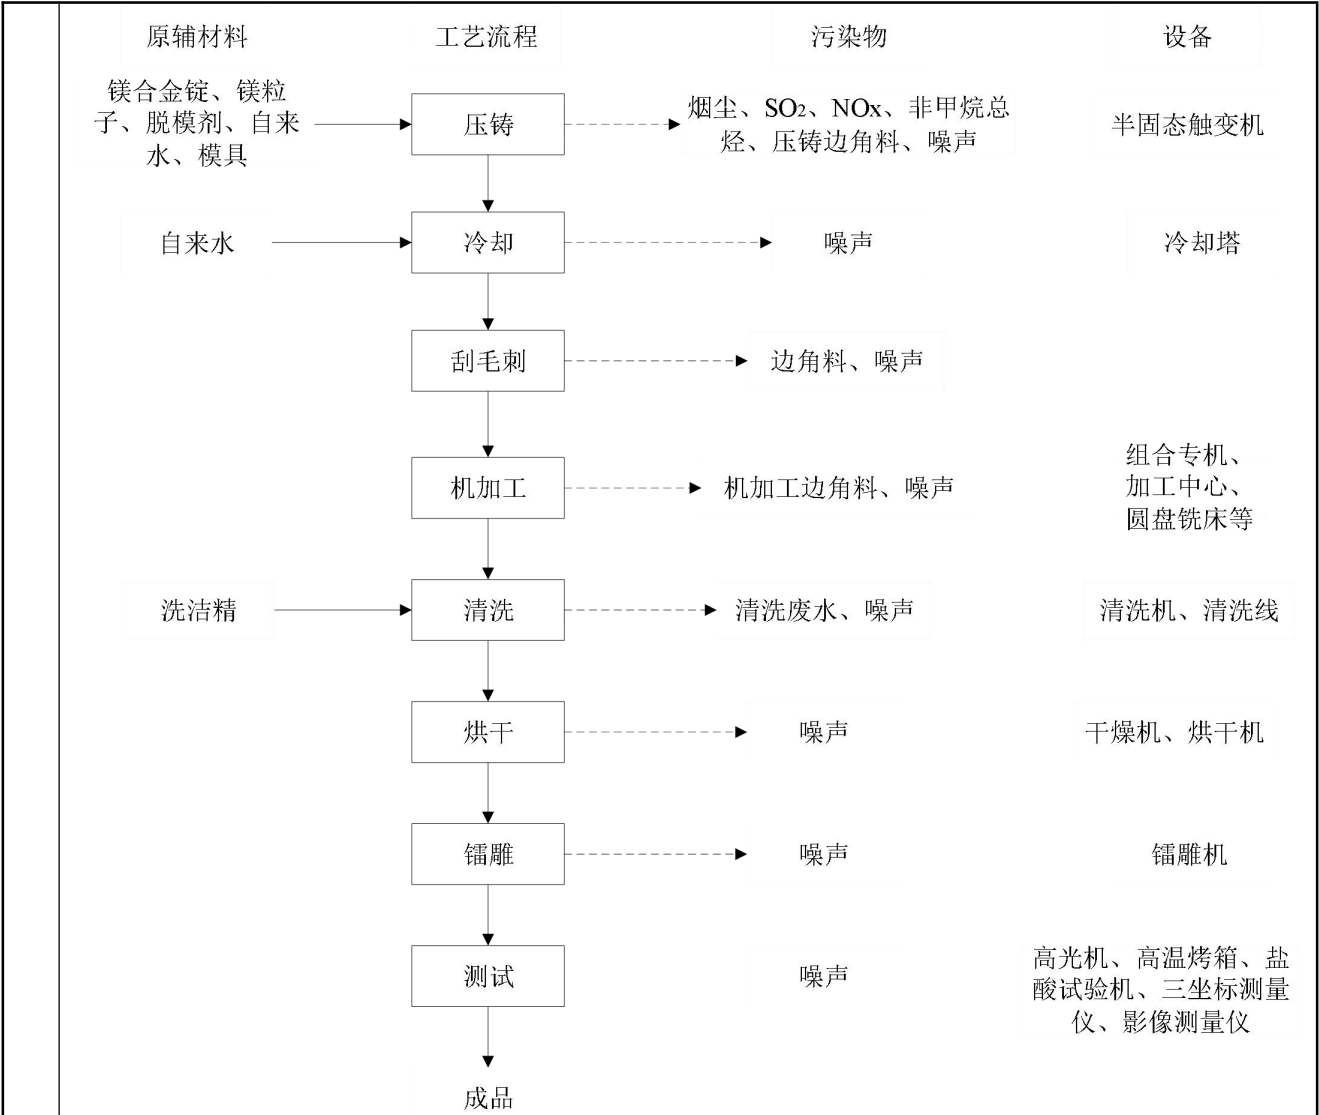 原辅材料 工艺流程 污染物 设备
镁合金锭、镁粒
子、脱模剂、自来
水、模具
压铸
烟尘、SO2、NOx、非甲烷总
烃、压铸边角料、噪声
半固态触变机
自来水
冷却
噪声
冷却塔
刮毛刺
边角料、噪声
机加工
机加工边角料、噪声
组合专机、
加工中心、
圆盘铣床等
洗洁精
清洗
清洗废水、噪声
清洗机、清洗线
烘干
噪声
干燥机、烘干机
镭雕
噪声
镭雕机
测试
噪声
高光机、高温烤箱、盐
酸试验机、三坐标测量
仪、影像测量仪
成品